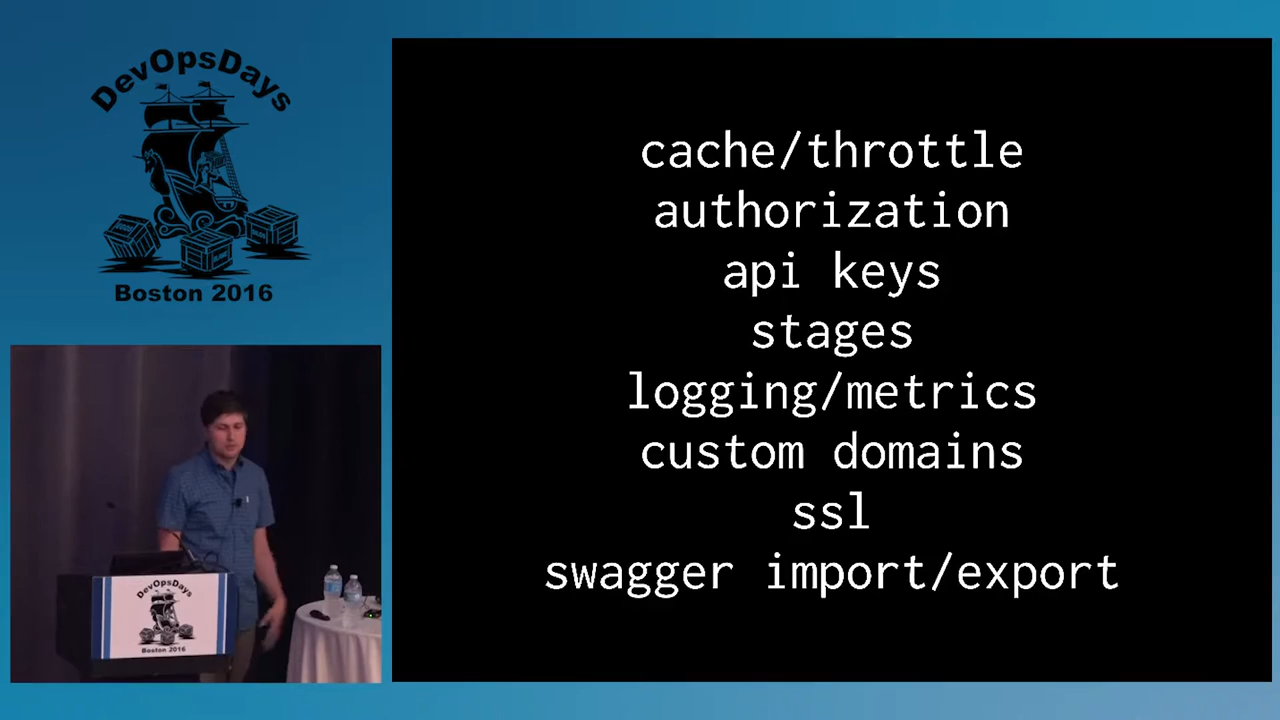 DevOpsDays
Boston 2016
cache/throttle
authorization
api keys
stages
logging/metrics
custom domains
ssl
swagger import/export
DevOpsDays
Boston 2016